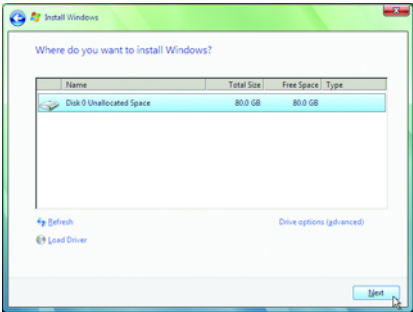 Install Windows
Where do you want to install Windows?
Name Total Size Free Space Type
Disk 0 Unallocated Space 80.0 GB 80.0 GB
Refresh Drive options (advanced)
Load Driver
Next